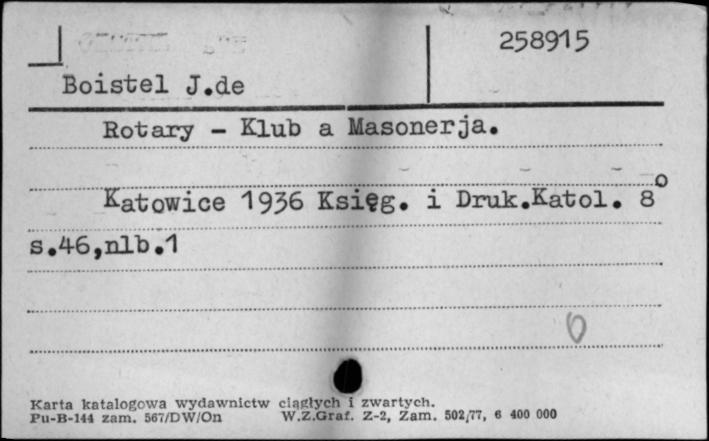 258915
Boistel J.de
Rotary - Klub a Masonerja.
Katowice 1936 Księg. i Druk.Katol. 8°
s.46,nlb.1
Karta katalogowa wydawnictw ciągłych i zwartych.
Pu-B-144 zam. 567/DW/On W.Z.Graf. Z-2, Zam. 502/77, 6 400 000